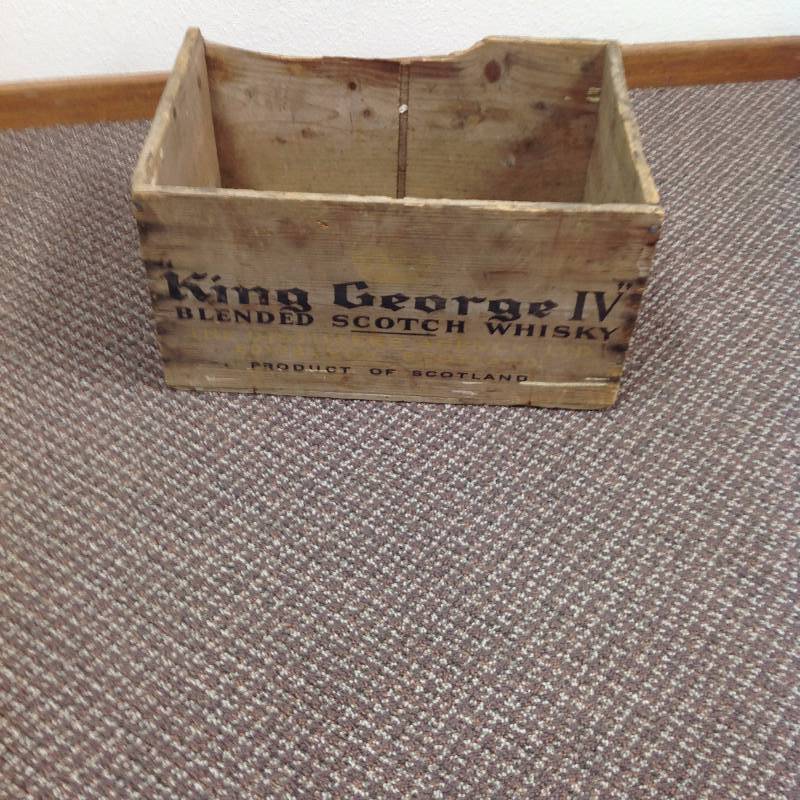 "King George IV"
BLENDED SCOTCH WHISKY
PRODUCT OF SCOTLAND